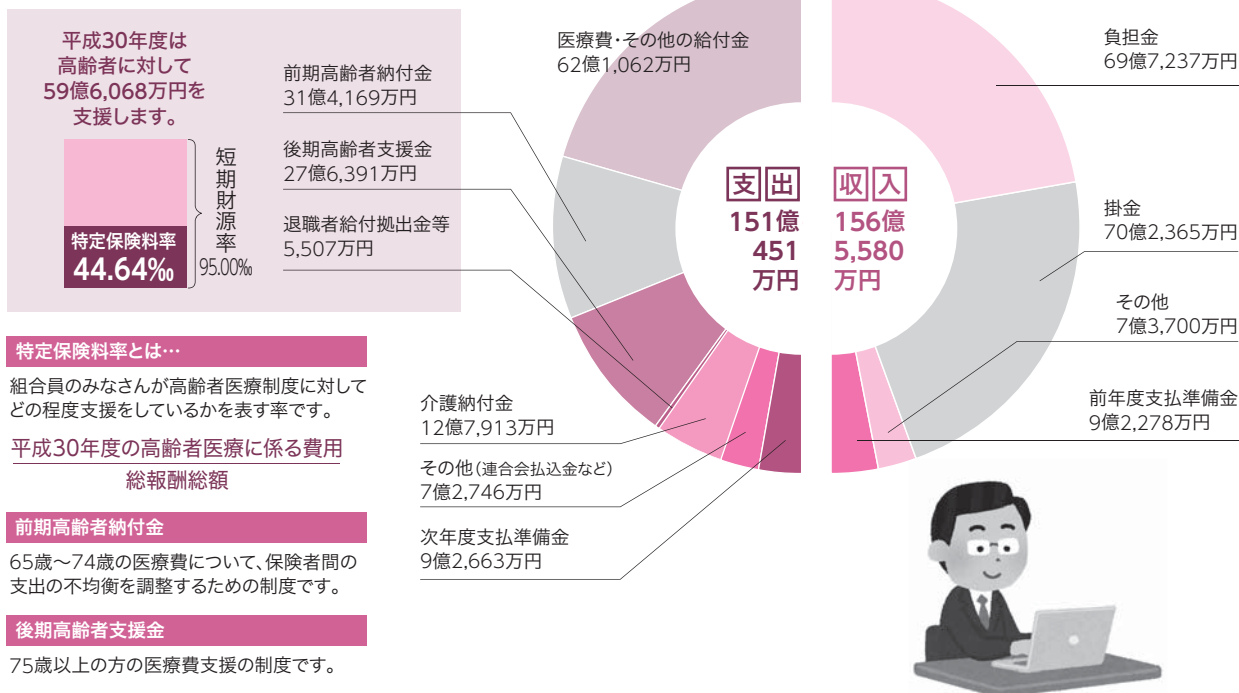 平成30年度は
高齢者に対して
59億6,068万円を
支援します。
特定保険料率
44.64‰
短期財源率
95.00‰
前期高齢者納付金
31億4,169万円
後期高齢者支援金
27億6,391万円
退職者給付拠出金等
5,507万円
医療費・その他の給付金
62億1,062万円
支出
151億
451
万円
収入
156億
5,580
万円
負担金
69億7,237万円
掛金
70億2,365万円
その他
7億3,700万円
前年度支払準備金
9億2,278万円
介護納付金
12億7,913万円
その他(連合会払込金など)
7億2,746万円
次年度支払準備金
9億2,663万円
特定保険料率とは…
組合員のみなさんが高齢者医療制度に対して
どの程度支援をしているかを表す率です。
平成30年度の高齢者医療に係る費用
総報酬総額
前期高齢者納付金
65歳～74歳の医療費について、保険者間の
支出の不均衡を調整するための制度です。
後期高齢者支援金
75歳以上の方の医療費支援の制度です。